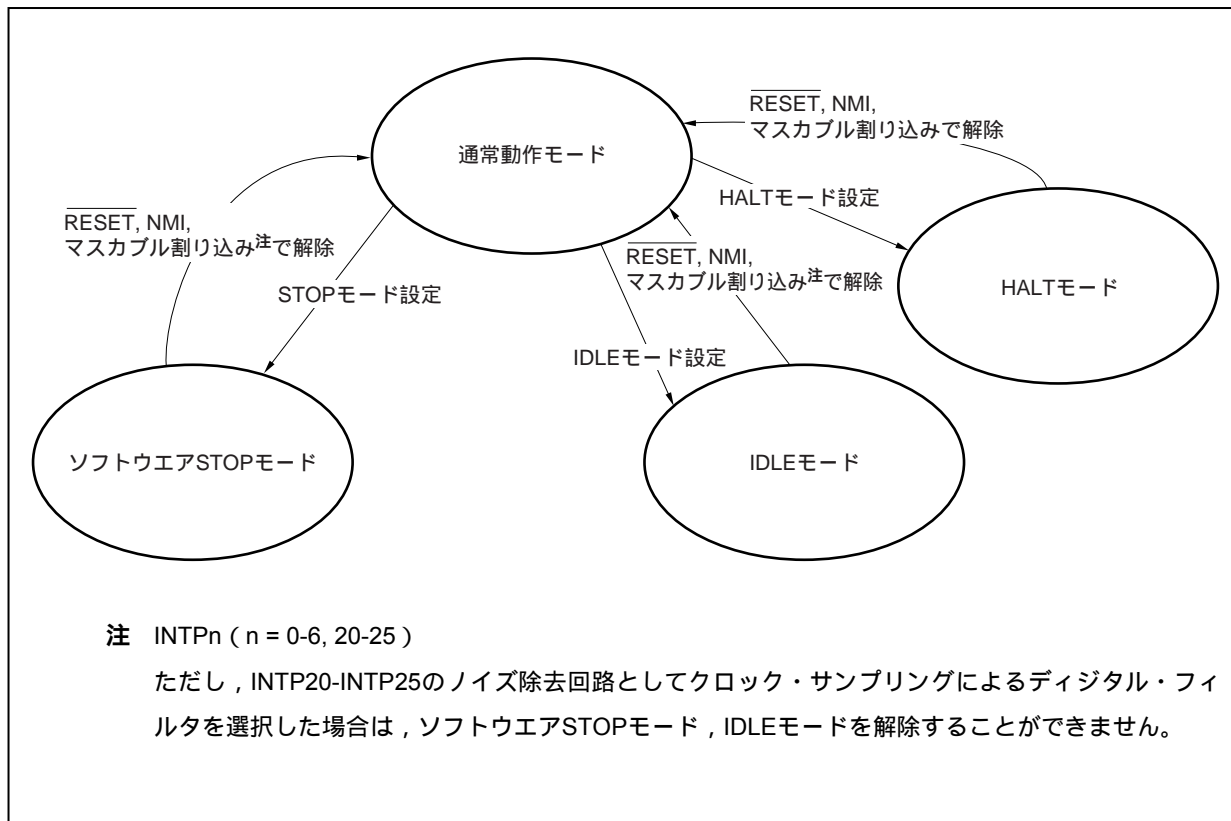 通常動作モード
RESET, NMI,
マスカブル割り込みで解除
HALTモード設定
HALTモード
RESET, NMI,
マスカブル割り込み注で解除
STOPモード設定
RESET, NMI,
マスカブル割り込み注で解除
IDLEモード設定
ソフトウエアSTOPモード
IDLEモード
注 INTPn ( n = 0-6, 20-25 )
ただし , INTP20-INTP25のノイズ除去回路としてクロック・サンプリングによるディジタル・フィ
ルタを選択した場合は , ソフトウエアSTOPモード , IDLEモードを解除することができません。